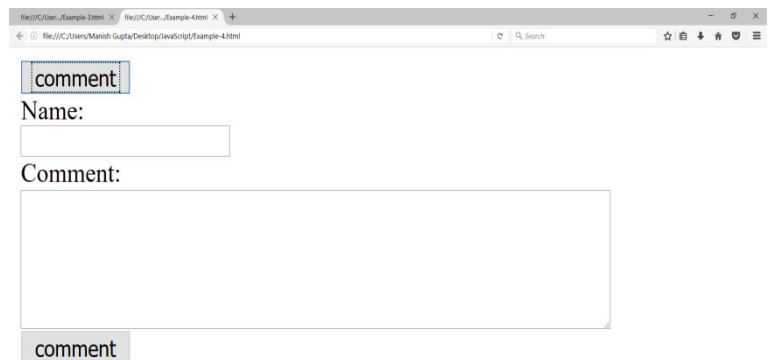 file:///C:/User.../Example-3.html × file:///C:/User.../Example-4.html × +
file:///C:/Users/Manish Gupta/Desktop/JavaScript/Example-4.html Search
comment
Name:
Comment:
comment